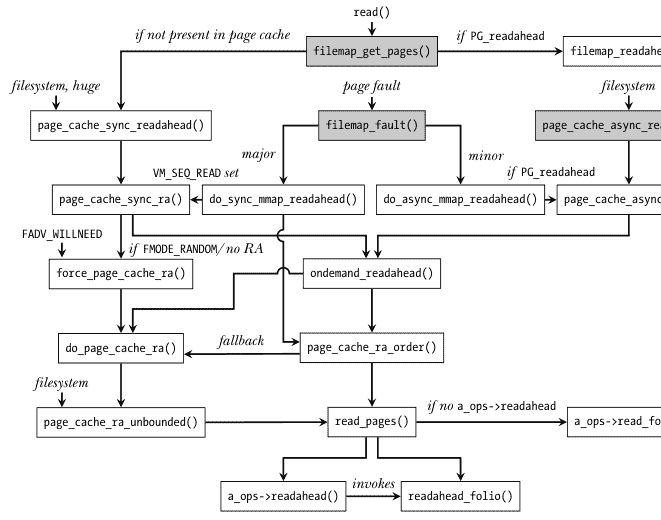 read()
if not present in page cache
filemap_get_pages()
if PG_readahead
filemap_readahe
filesystem, huge
page fault
filesystem
page_cache_sync_readahead()
filemap_fault()
page_cache_async_rea
major
minor
VM_SEQ_READ set
if PG_readahead
page_cache_sync_ra()
do_sync_mmap_readahead()
do_async_mmap_readahead()
page_cache_async
FADV_WILLNEED
if FMODE_RANDOM/no RA
force_page_cache_ra()
ondemand_readahead()
do_page_cache_ra()
fallback
page_cache_ra_order()
filesystem
page_cache_ra_unbounded()
read_pages()
if no a_ops->readahead
a_ops->read_fo
a_ops->readahead()
invokes
readahead_folio()